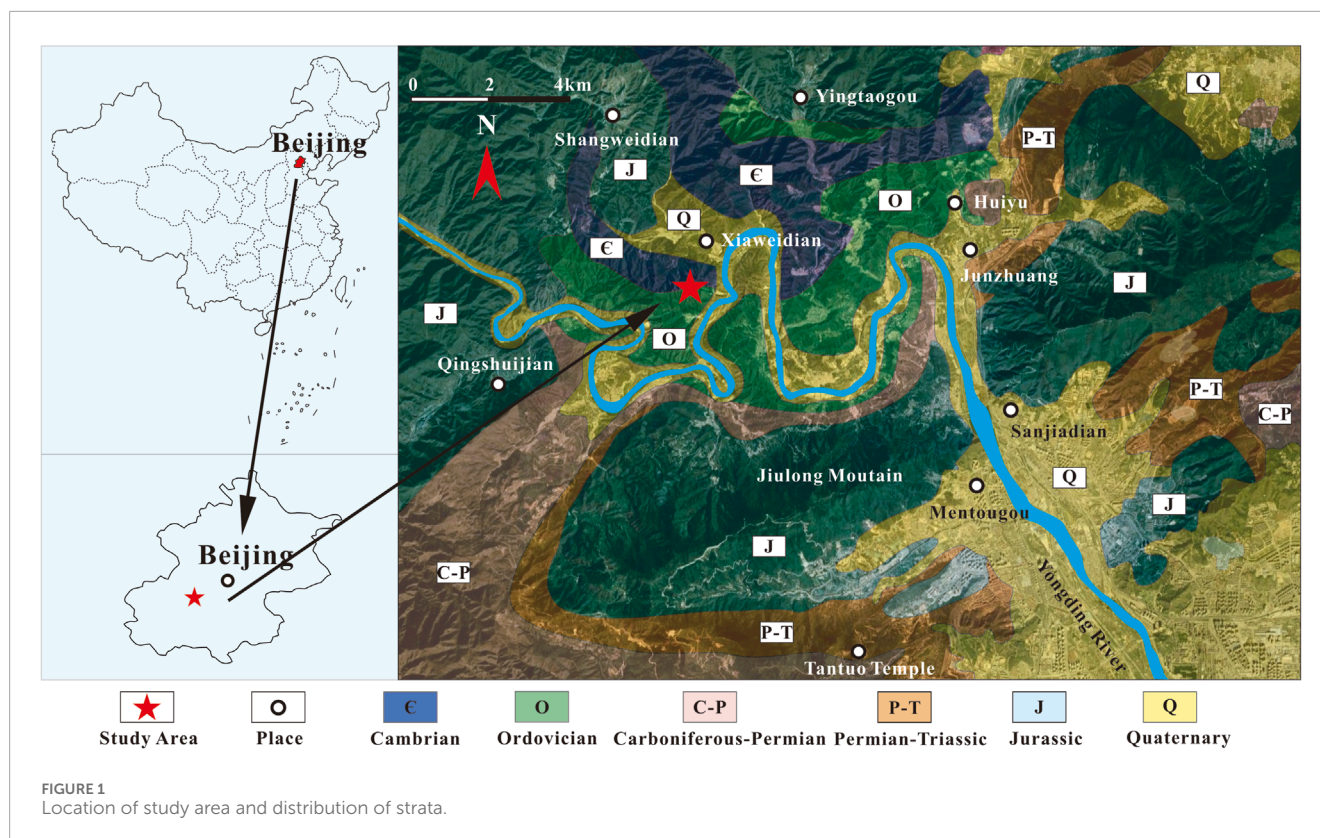 Beijing
Beijing
0 2 4km
N
Yingtaogou
Shangweidian
Q
P-T
J
Є
O
Huiyu
Q
Xiaweidian
Є
Junzhuang
J
J
O
Qingshuijian
P-T
C-P
Sanjiadian
Jiulong Moutain
Q
Mentougou
J
J
C-P
Yongding River
P-T
Tantuo Temple
Є
O
C-P
P-T
J
Q
Study Area
Place
Cambrian
Ordovician
Carboniferous-Permian
Permian-Triassic
Jurassic
Quaternary
FIGURE 1
Location of study area and distribution of strata.